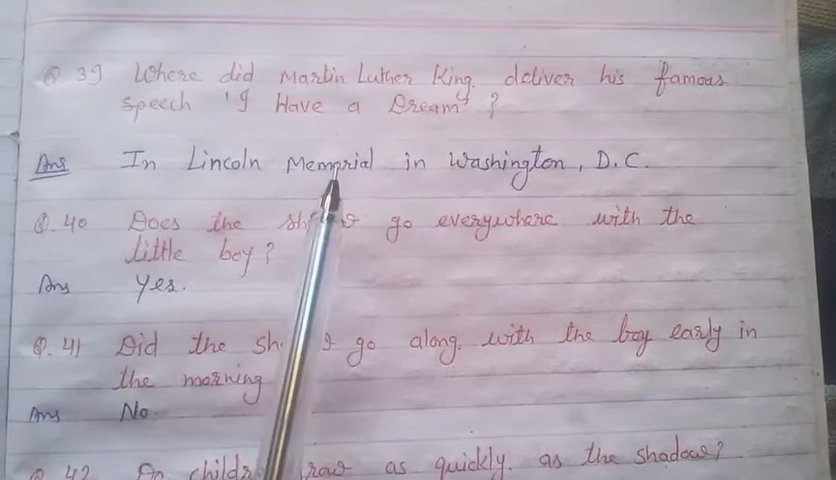 Q 39 Where did Martin Luther King. deliver his famous
speech 'I Have a Dream' ?
Ans In Lincoln Memorial in Washington, D.C.
Q.40 Does the go everywhere with the
little boy?
Ans Yes.
Q.41 Did the go along. with the boy early in
the morning
Ans No.
Q 42 Do as quickly. as the shadow?